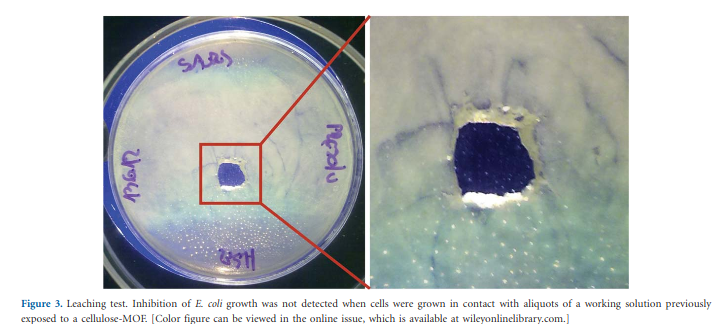 Figure 3. Leaching test. Inhibition of E. coli growth was not detected when cells were grown in contact with aliquots of a working solution previously
exposed to a cellulose-MOF. [Color figure can be viewed in the online issue, which is available at wileyonlinelibrary.com.]